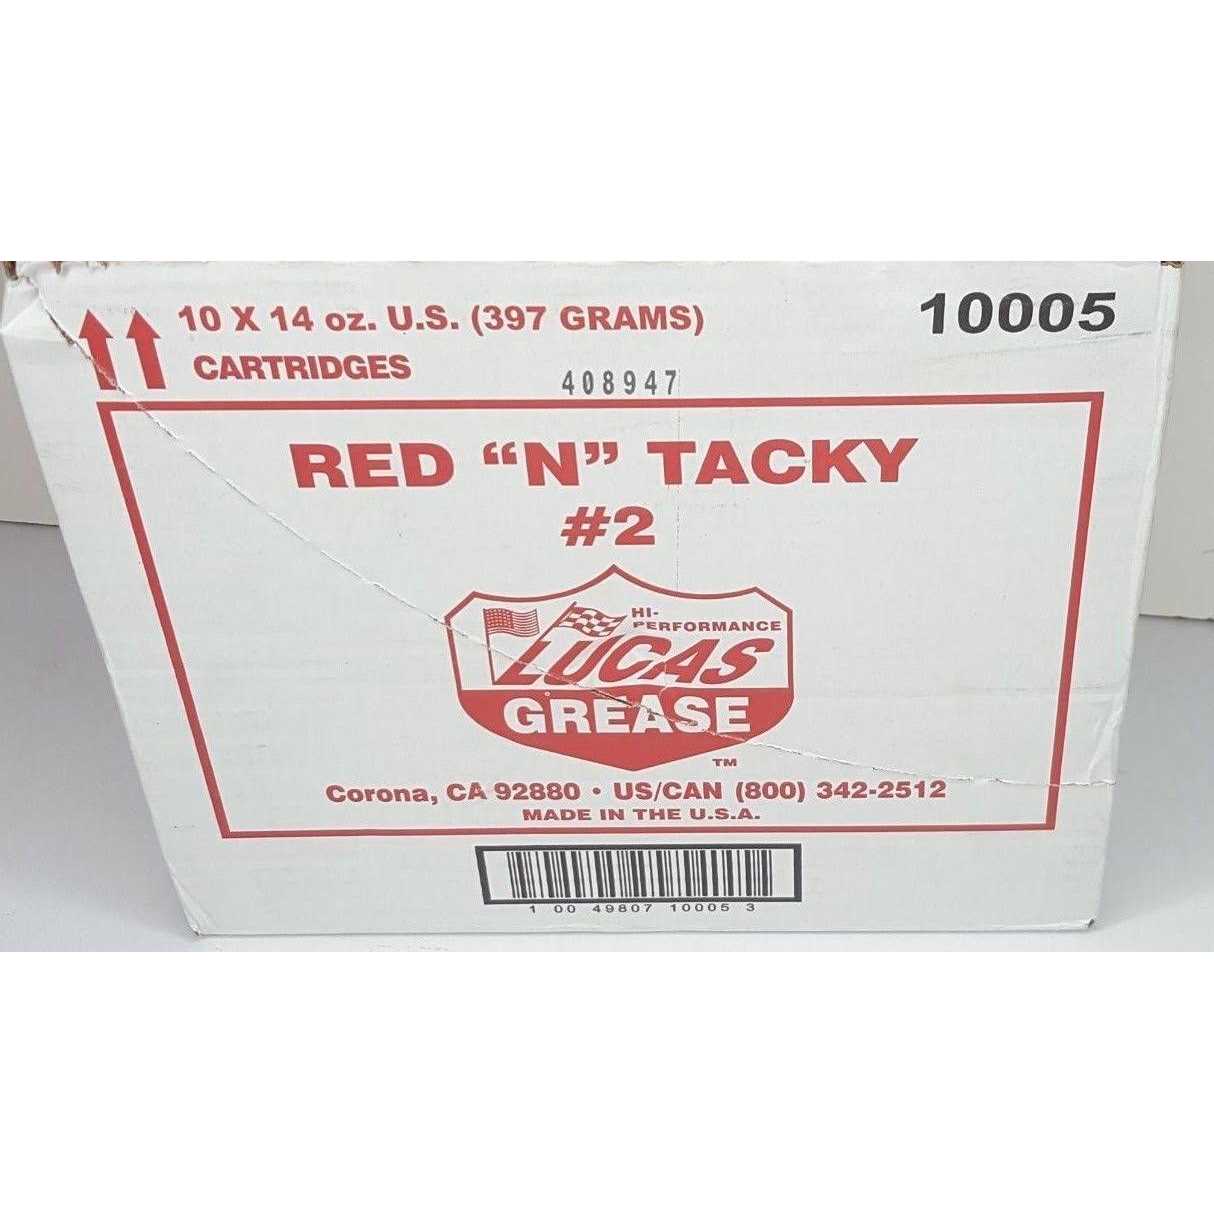 10 X 14 oz. U.S. (397 GRAMS)
10005
CARTRIDGES
408947
RED “N” TACKY
#2
HI-
PERFORMANCE
LUCAS
GREASE
TM
Corona, CA 92880 • US/CAN (800) 342-2512
MADE IN THE U.S.A.
1 00 49807 10005 3